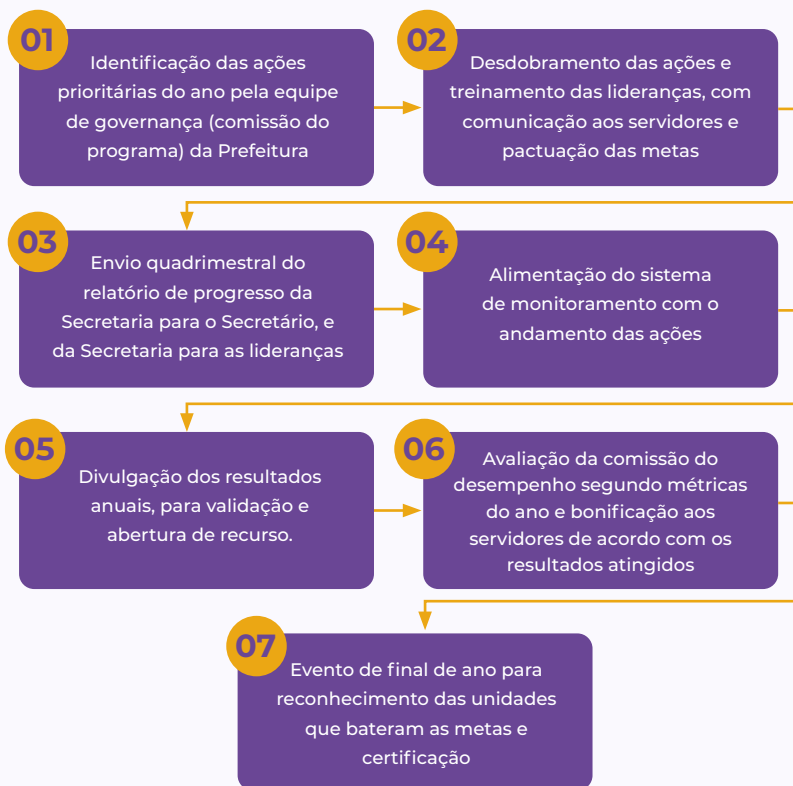 01
Identificação das ações
prioritárias do ano pela equipe
de governança (comissão do
programa) da Prefeitura
02
Desdobramento das ações e
treinamento das lideranças, com
comunicação aos servidores e
pactuação das metas
03
Envio quadrimestral do
relatório de progresso da
Secretaria para o Secretário, e
da Secretaria para as lideranças
04
Alimentação do sistema
de monitoramento com o
andamento das ações
05
Divulgação dos resultados
anuais, para validação e
abertura de recurso.
06
Avaliação da comissão do
desempenho segundo métricas
do ano e bonificação aos
servidores de acordo com os
resultados atingidos
07
Evento de final de ano para
reconhecimento das unidades
que bateram as metas e
certificação